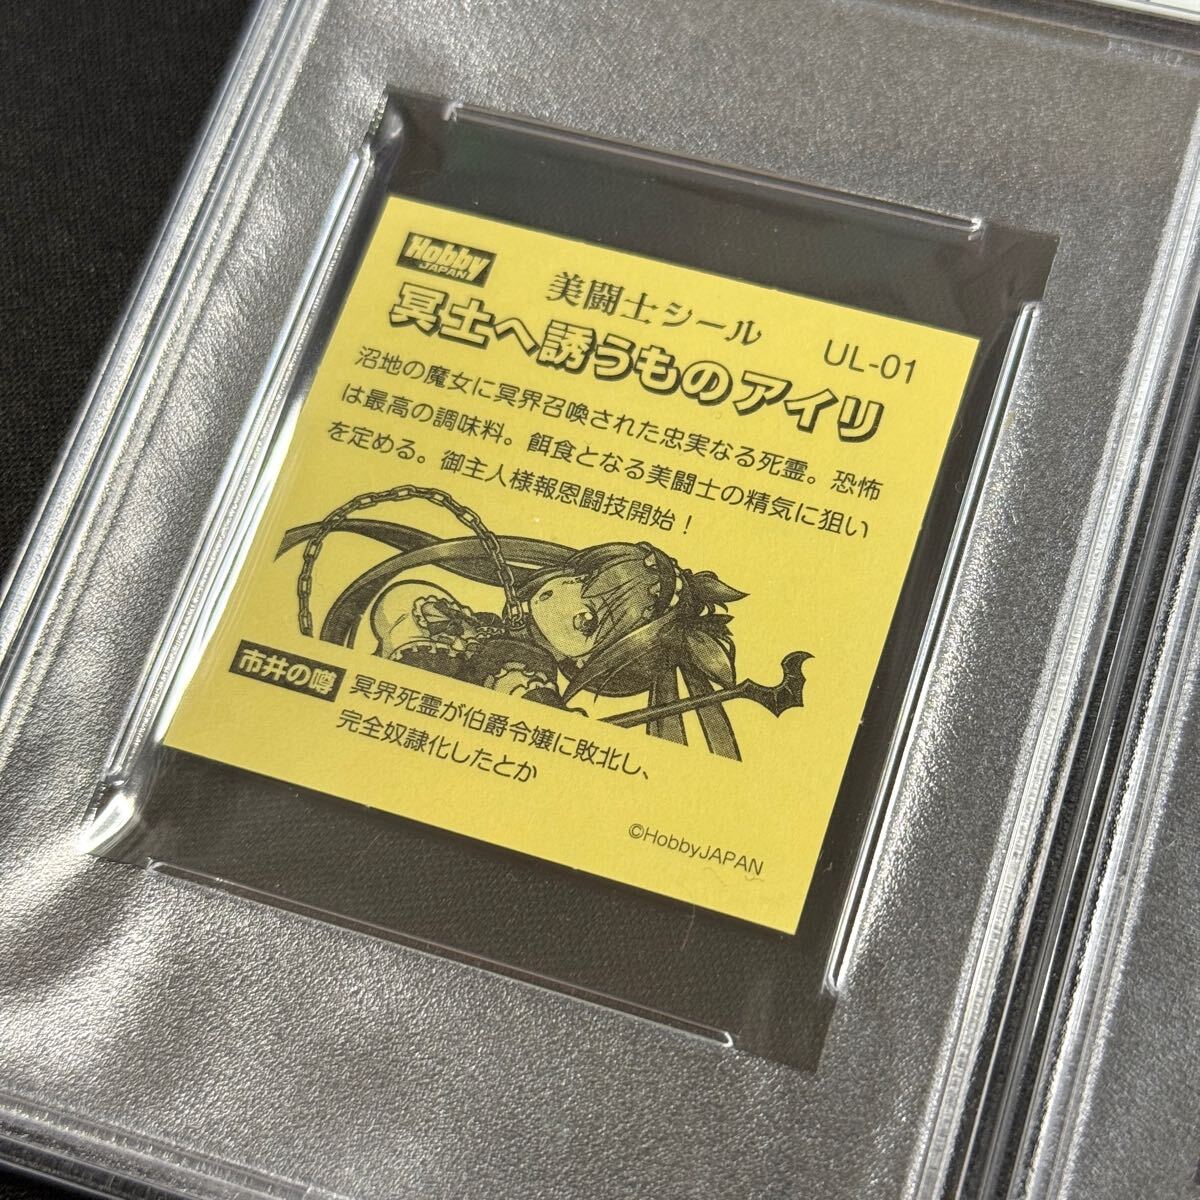 Hobby
JAPAN
美闘士シール
UL-01
冥土へ誘うものアイリ
沼地の魔女に冥界召喚された忠実なる死霊。恐怖
は最高の調味料。餌食となる美闘士の精気に狙い
を定める。御主人様報恩闘技開始！
市井の噂
冥界死霊が伯爵令嬢に敗北し、
完全奴隷化したとか
©HobbyJAPAN